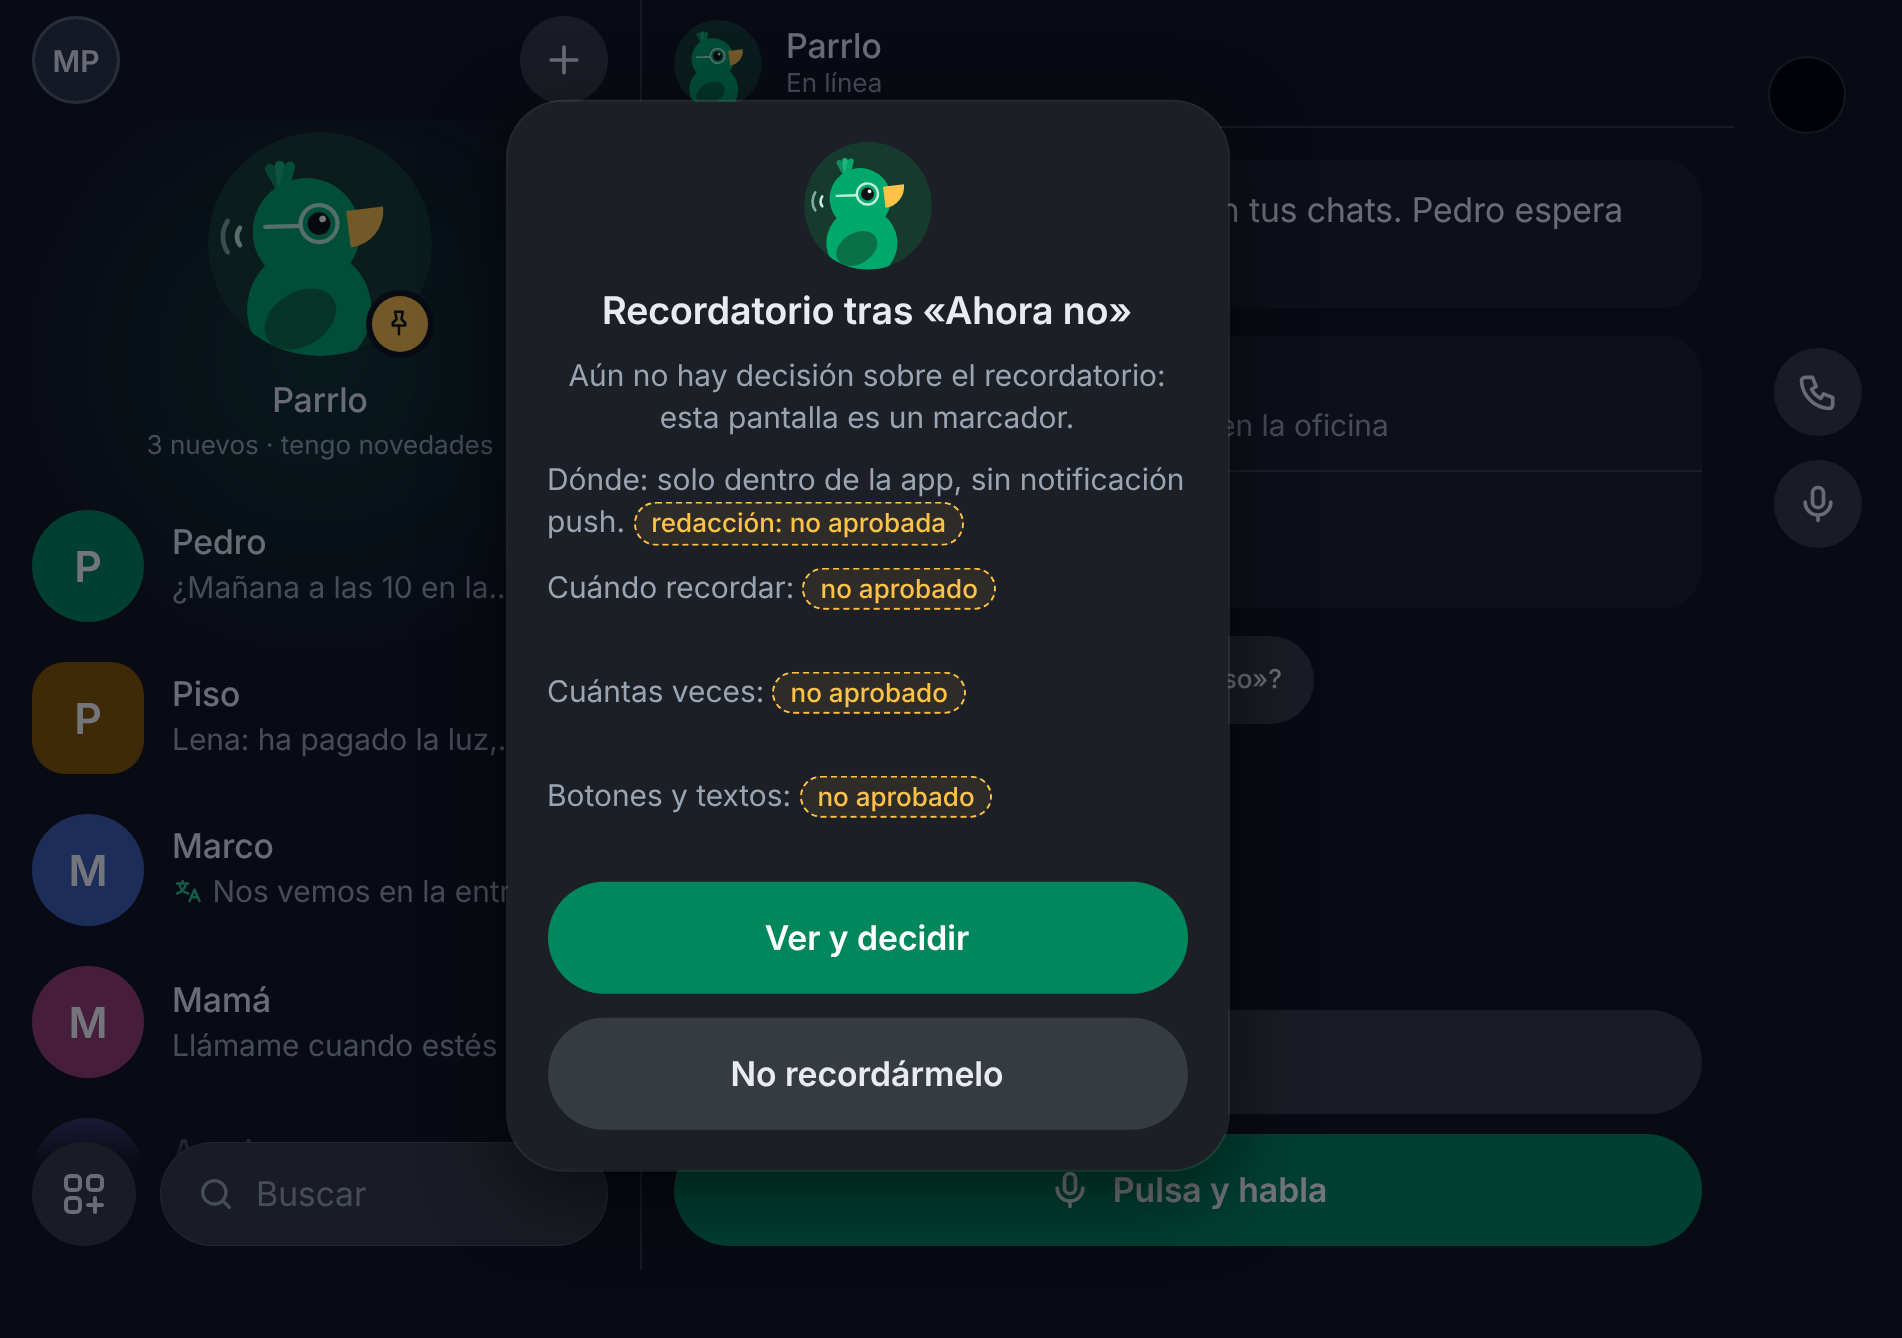 MP
Parrlo
En línea
Parrlo
3 nuevos · tengo novedades
P
Pedro
¿Mañana a las 10 en la..
P
Piso
Lena: ha pagado la luz,.
M
Marco
Nos vemos en la entr
M
Mamá
Llámame cuando estés
Buscar
tus chats. Pedro espera
en la oficina
so»?
Pulsa y habla
Recordatorio tras «Ahora no»
Aún no hay decisión sobre el recordatorio:
esta pantalla es un marcador.
Dónde: solo dentro de la app, sin notificación
push. redacción: no aprobada
Cuándo recordar: no aprobado
Cuántas veces: no aprobado
Botones y textos: no aprobado
Ver y decidir
No recordármelo